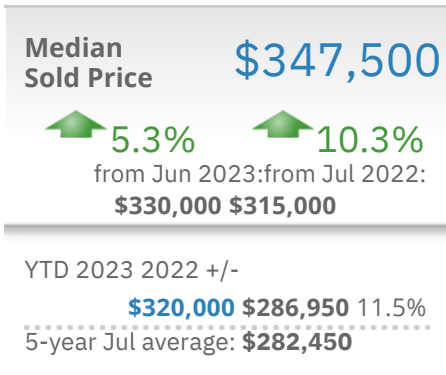 Median
Sold Price
$347,500
5.3% 10.3%
from Jun 2023:from Jul 2022:
$330,000 $315,000
YTD 2023 2022 +/-
$320,000 $286,950 11.5%
5-year Jul average: $282,450